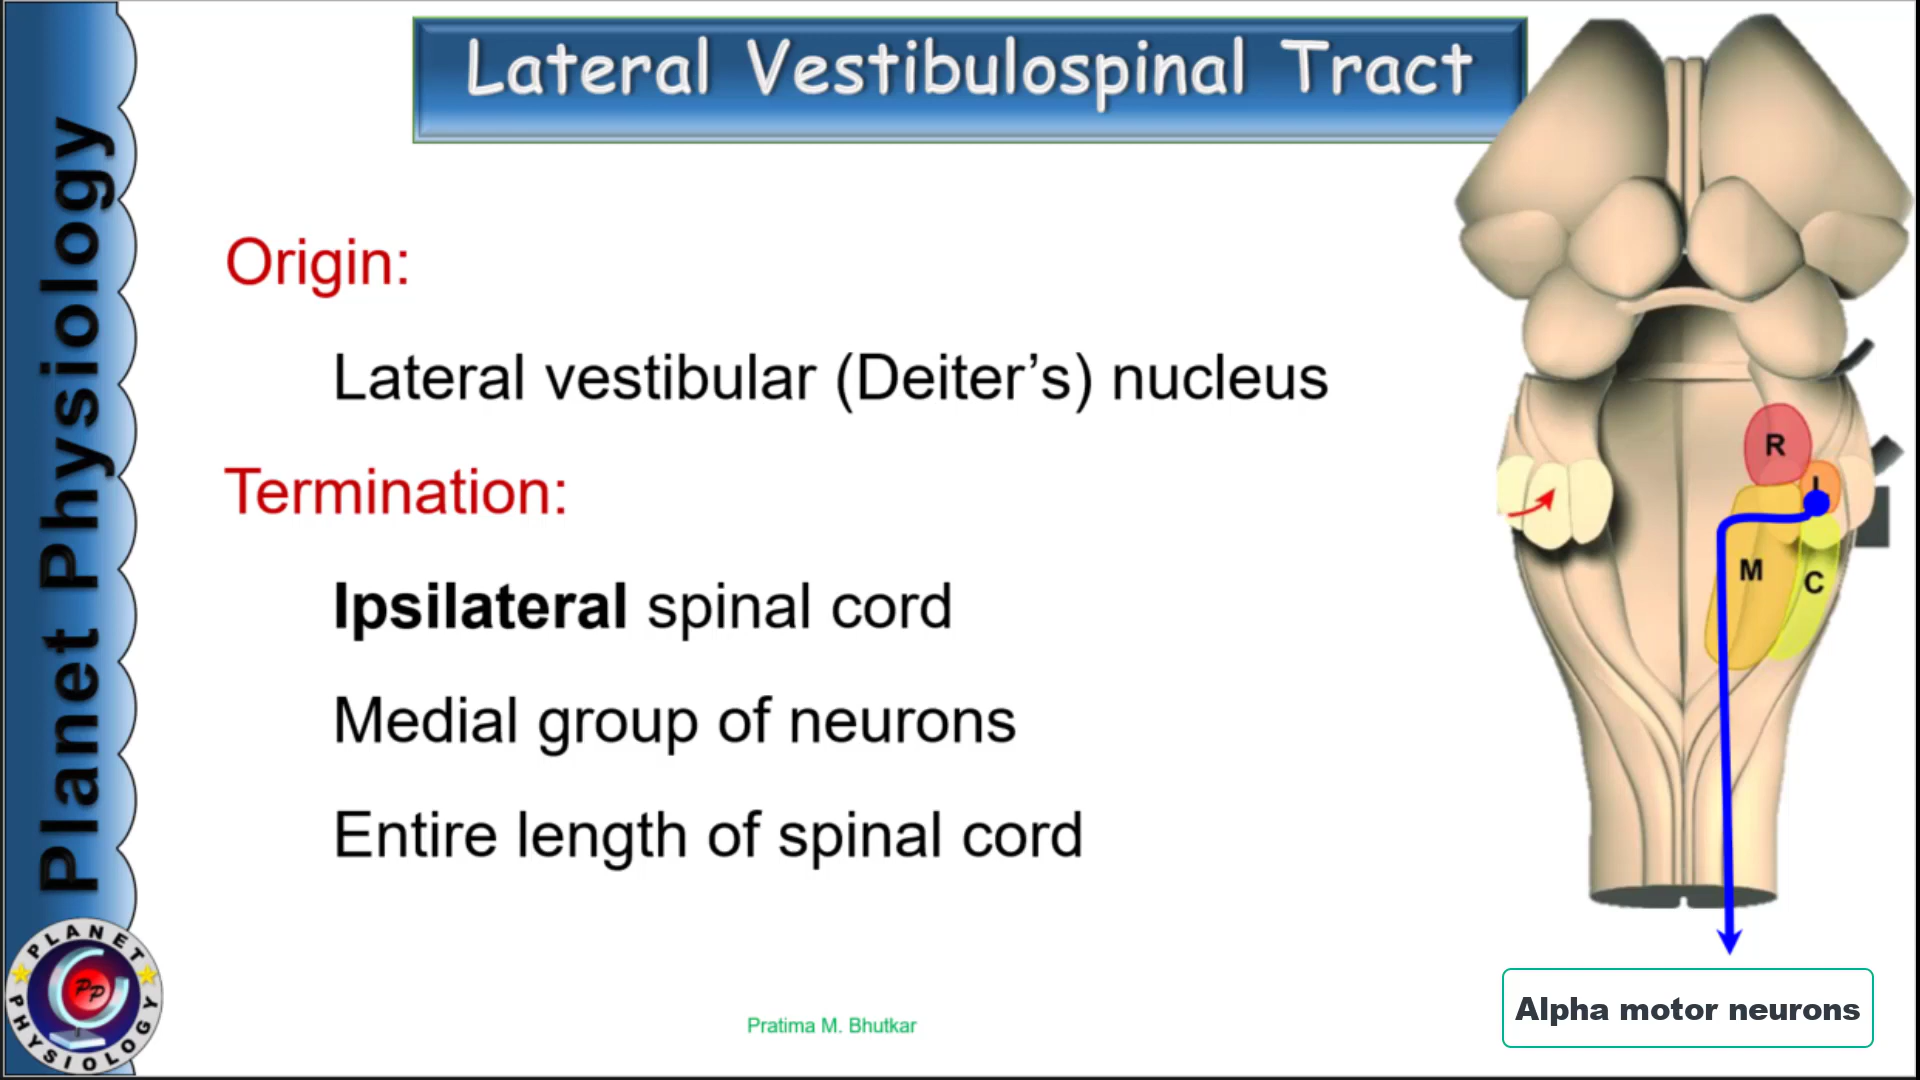 Lateral Vestibulospinal Tract
Planet Physiology
Origin:
Lateral vestibular (Deiter’s) nucleus
Termination:
Ipsilateral spinal cord
Medial group of neurons
Entire length of spinal cord
R
L
M
C
Alpha motor neurons
Pratima M. Bhutkar
PLANET PHYSIOLOGY
PP